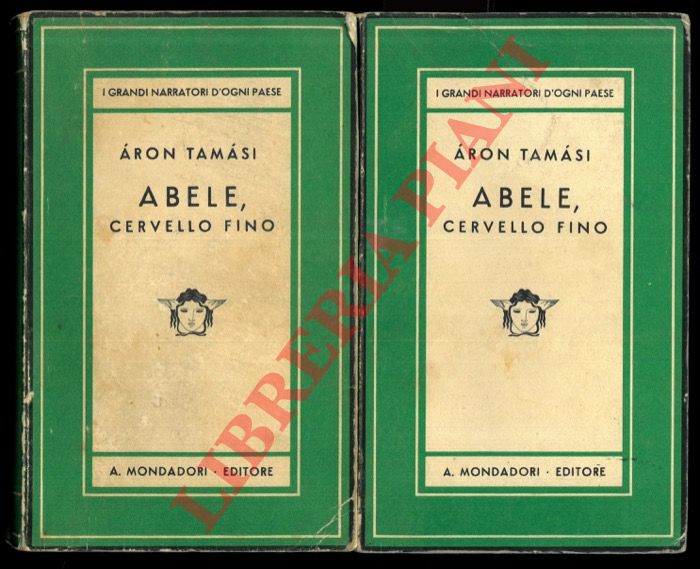 I GRANDI NARRATORI D'OGNI PAESE
ÁRON TAMÁSI
ABELE,
CERVELLO FINO
A. MONDADORI · EDITORE
I GRANDI NARRATORI D'OGNI PAESE
ÁRON TAMÁSI
ABELE,
CERVELLO FINO
A. MONDADORI · EDITORE
LIBRERIA PIANI